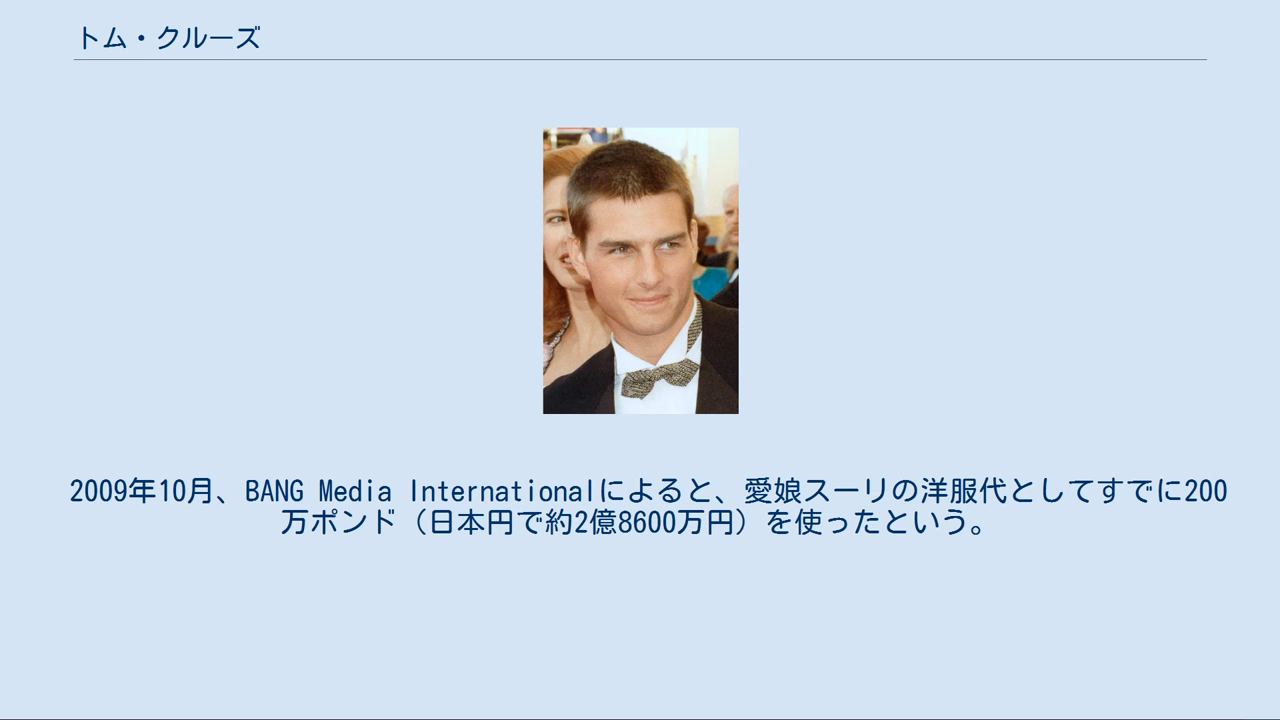 トム・クルーズ
2009年10月、BANG Media Internationalによると、愛娘スーリの洋服代としてすでに200
万ポンド（日本円で約2億8600万円）を使ったという。